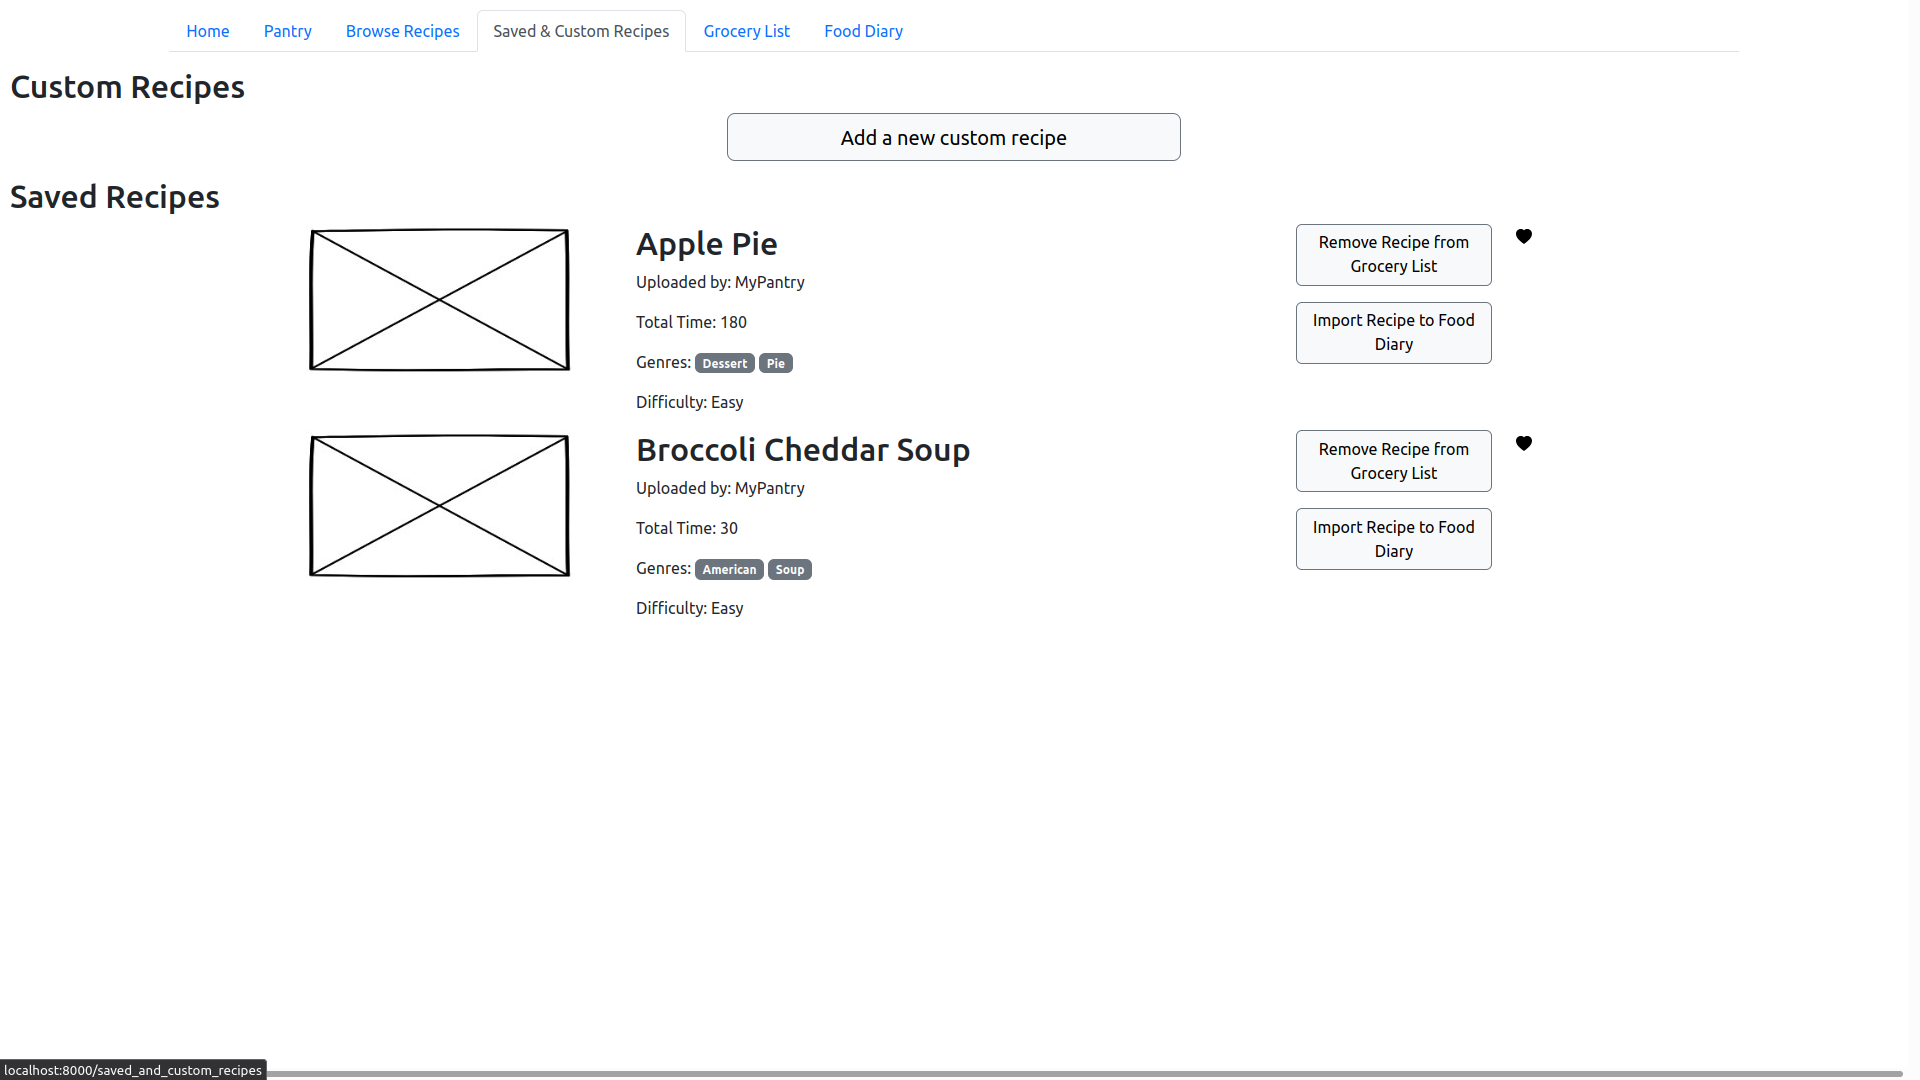 Home Pantry Browse Recipes Saved & Custom Recipes Grocery List Food Diary
Custom Recipes
Add a new custom recipe
Saved Recipes
Apple Pie
Uploaded by: MyPantry
Total Time: 180
Genres: Dessert Pie
Difficulty: Easy
Remove Recipe from
Grocery List
Import Recipe to Food
Diary
Broccoli Cheddar Soup
Uploaded by: MyPantry
Total Time: 30
Genres: American Soup
Difficulty: Easy
Remove Recipe from
Grocery List
Import Recipe to Food
Diary
localhost:8000/saved_and_custom_recipes